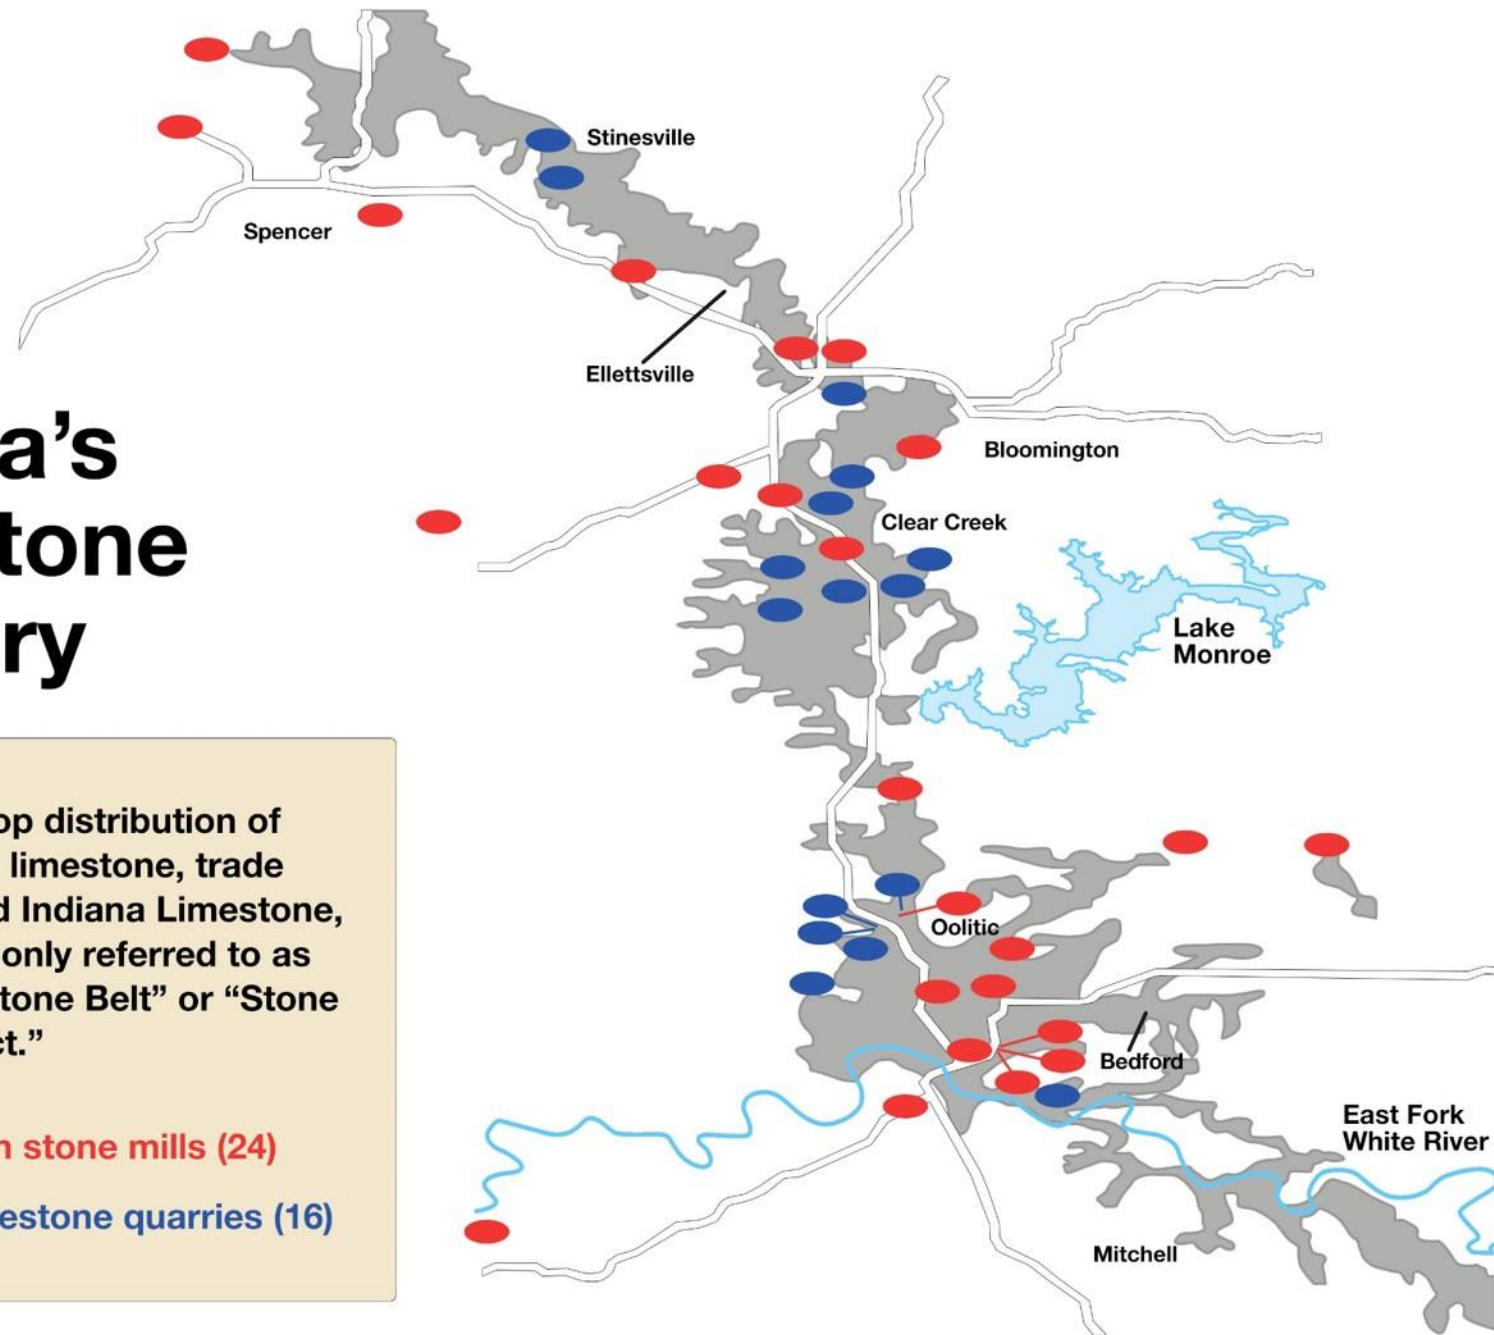 a’s
tone
ry
op distribution of
limestone, trade
d Indiana Limestone,
only referred to as
tone Belt” or “Stone
ct.”
n stone mills (24)
estone quarries (16)
Stinesville
Spencer
Ellettsville
Bloomington
Clear Creek
Lake
Monroe
Oolitic
Bedford
East Fork
White River
Mitchell